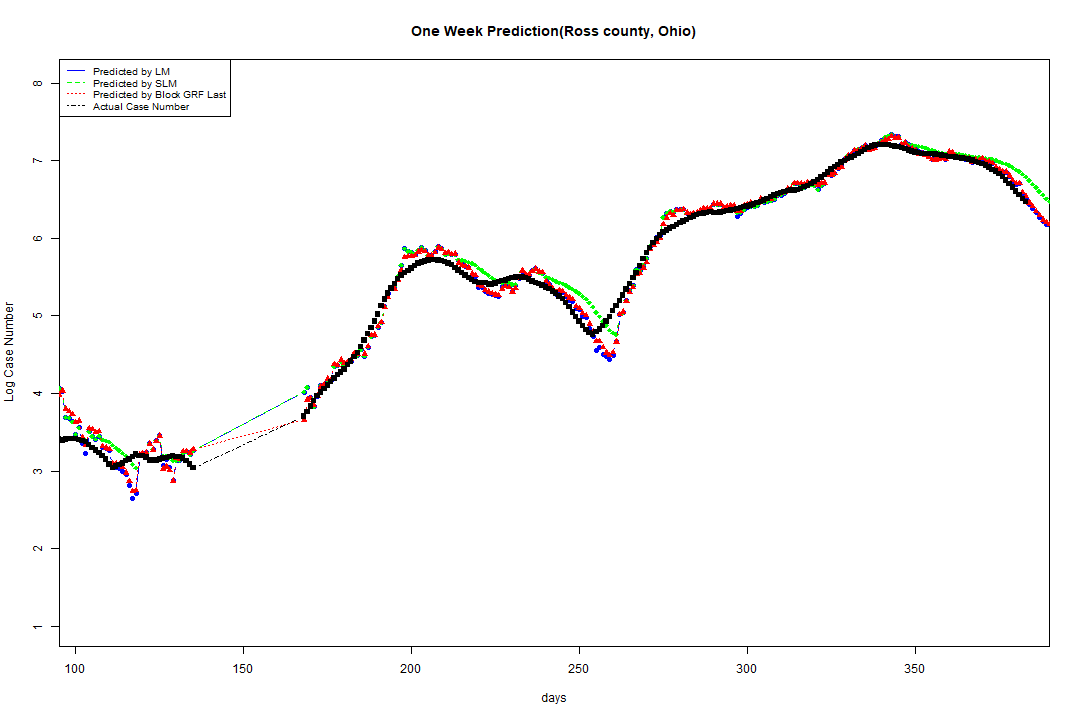 One Week Prediction(Ross county, Ohio)
Predicted by LM
Predicted by SLM
Predicted by Block GRF Last
Actual Case Number
8
7
6
5
4
3
2
1
Log Case Number
100 150 200 250 300 350
days